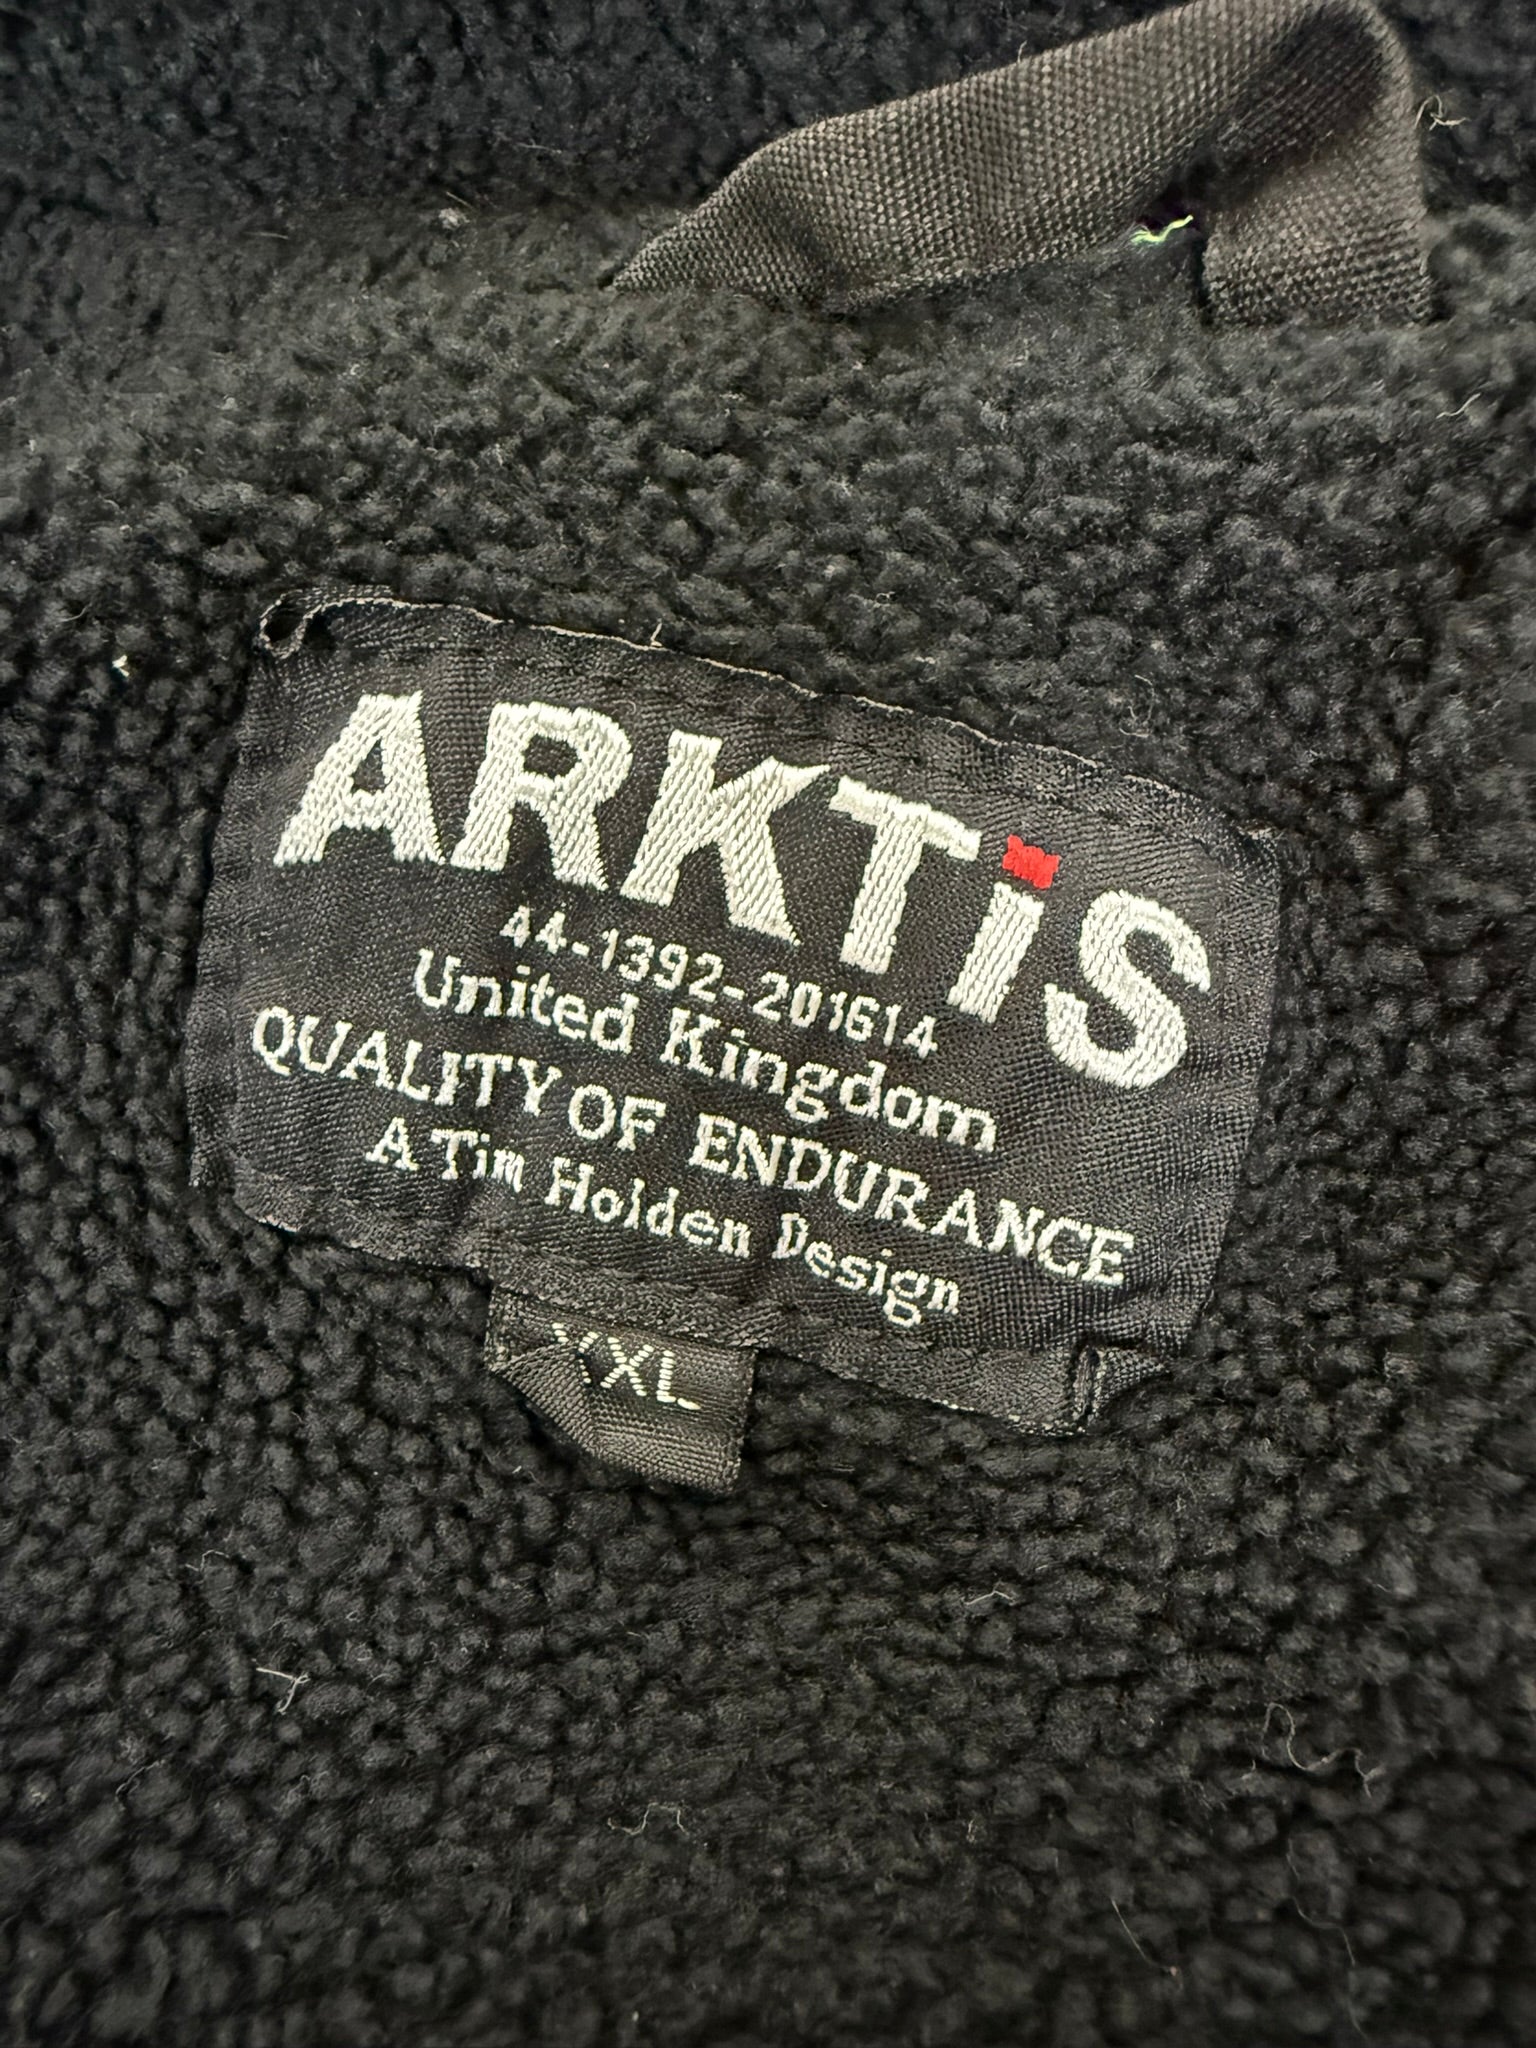 ARKTiS
44-1392-201614
United Kingdom
QUALITY OF ENDURANCE
A Tim Holden Design
XXL